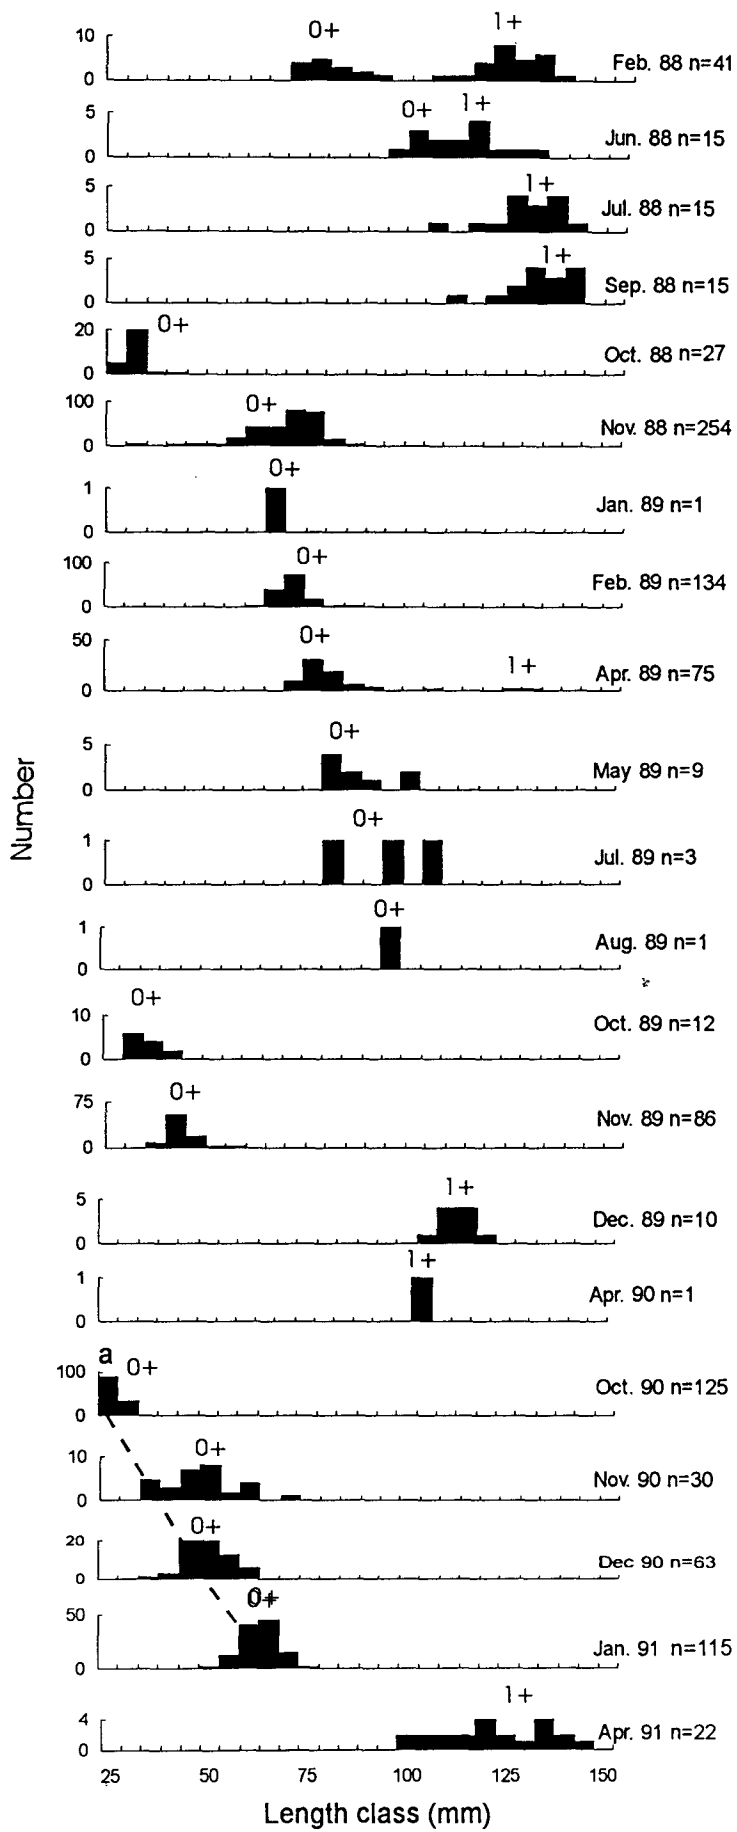 0+ 1+
10
0
Feb. 88 n=41
0+ 1+
5
0
Jun. 88 n=15
1+
5
0
Jul. 88 n=15
1+
5
0
Sep. 88 n=15
0+
20
0
Oct. 88 n=27
0+
100
0
Nov. 88 n=254
0+
1
0
Jan. 89 n=1
0+
100
0
Feb. 89 n=134
0+
50
1+
0
Apr. 89 n=75
0+
5
0
May 89 n=9
0+
1
0
Jul. 89 n=3
0+
1
0
Aug. 89 n=1
0+
10
0
Oct. 89 n=12
0+
75
0
Nov. 89 n=86
1+
5
0
Dec. 89 n=10
1+
1
0
Apr. 90 n=1
a
0+
100
0
Oct. 90 n=125
0+
10
0
Nov. 90 n=30
0+
20
0
Dec 90 n=63
0+
50
0
Jan. 91 n=115
1+
4
0
Apr. 91 n=22
25 50 75 100 125 150
Length class (mm)
Number